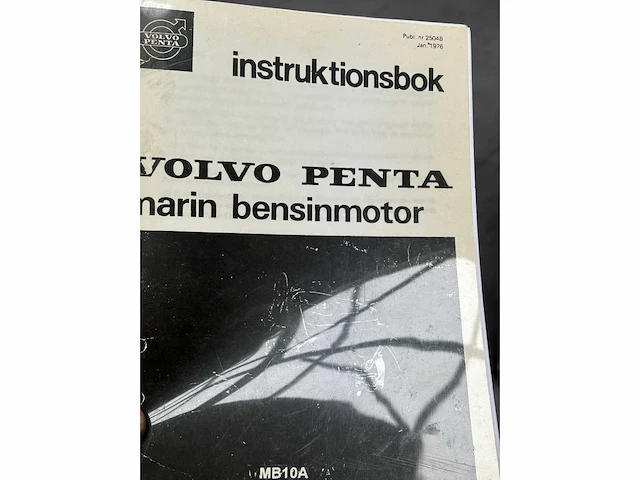 VOLVO
PENTA
Publ. nr 25048
Jan. 1976
instruktionsbok
VOLVO PENTA
marin bensinmotor
MB10A